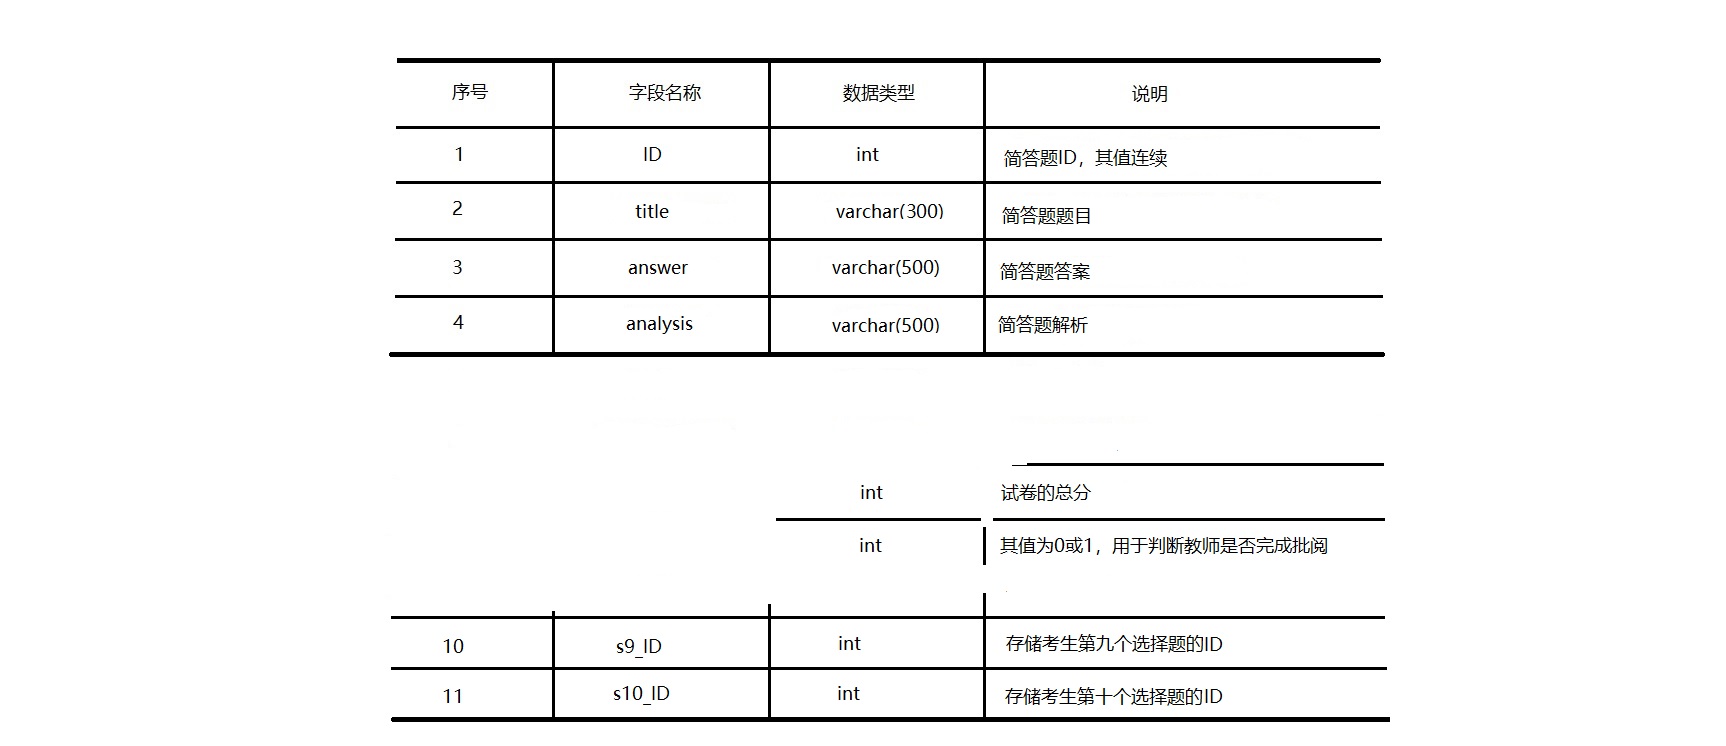 序号 字段名称 数据类型 说明
1 ID int 简答题ID，其值连续
2 title varchar(300) 简答题题目
3 answer varchar(500) 简答题答案
4 analysis varchar(500) 简答题解析
int 试卷的总分
int 其值为0或1，用于判断教师是否完成批阅
10 s9_ID int 存储考生第九个选择题的ID
11 s10_ID int 存储考生第十个选择题的ID